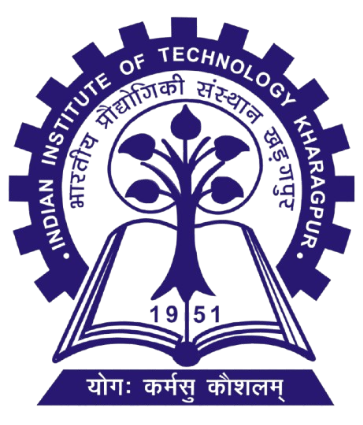 · INDIAN INSTITUTE OF TECHNOLOGY KHARAGPUR ·
भारतीय प्रौद्योगिकी संस्थान खड़गपुर
1951
योगः कर्मसु कौशलम्